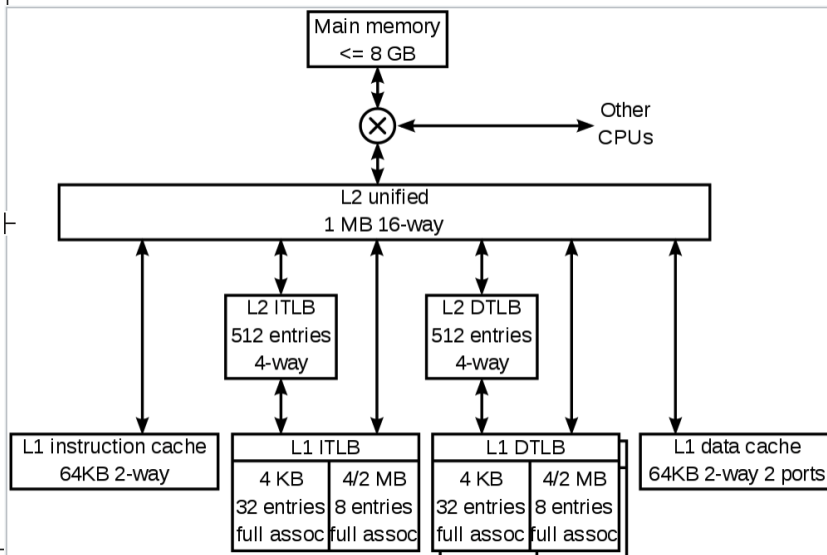 Main memory
<= 8 GB
Other
CPUs
L2 unified
1 MB 16-way
L2 ITLB
512 entries
4-way
L2 DTLB
512 entries
4-way
L1 instruction cache
64KB 2-way
L1 ITLB
4 KB
32 entries
full assoc
4/2 MB
8 entries
full assoc
L1 DTLB
4 KB
32 entries
full assoc
4/2 MB
8 entries
full assoc
L1 data cache
64KB 2-way 2 ports